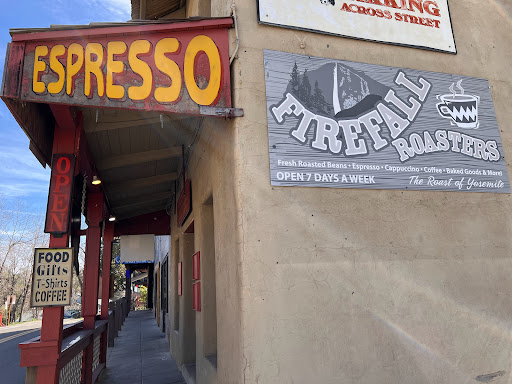 ESPRESSO
OPEN
FOOD
Gifts
T-Shirts
COFFEE
ACROSS STREET
FIREFALL
ROASTERS
Fresh Roasted Beans • Espresso • Cappuccino • Coffee • Baked Goods & More!
OPEN 7 DAYS A WEEK
The Roast of Yosemite